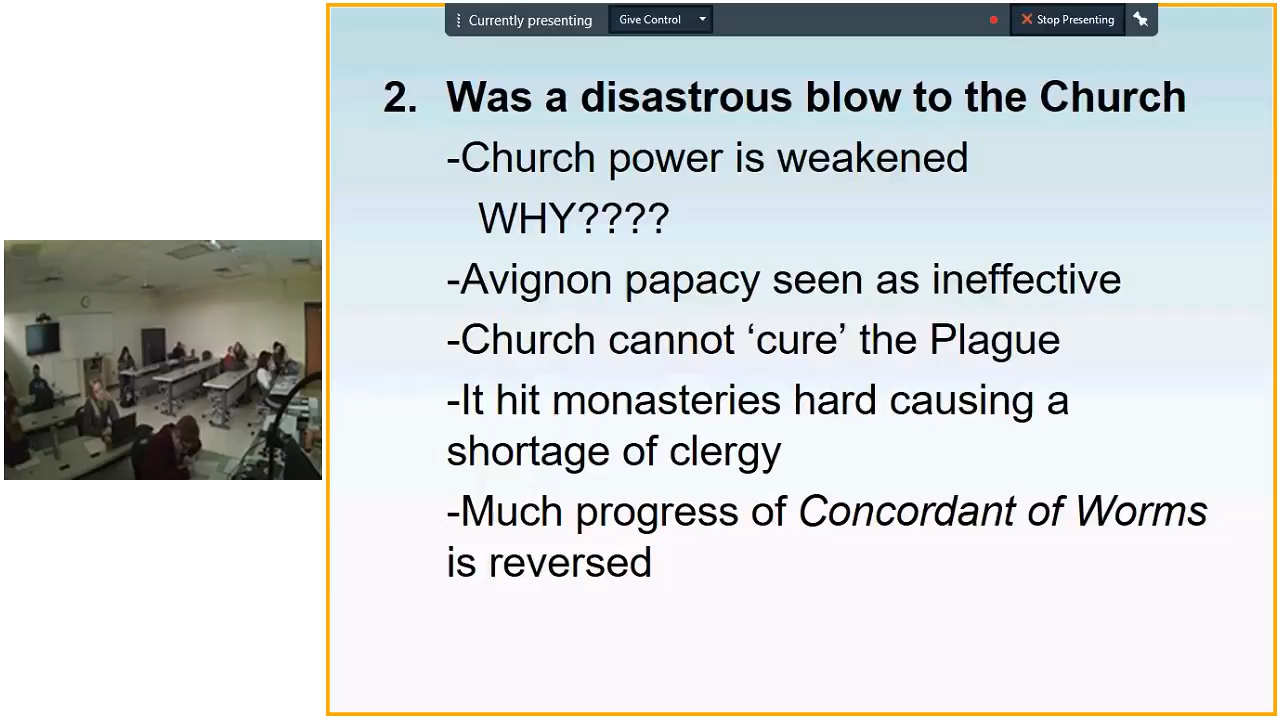 Currently presenting
Give Control
Stop Presenting
2. Was a disastrous blow to the Church
-Church power is weakened
WHY????
-Avignon papacy seen as ineffective
-Church cannot ‘cure’ the Plague
-It hit monasteries hard causing a
shortage of clergy
-Much progress of Concordant of Worms
is reversed